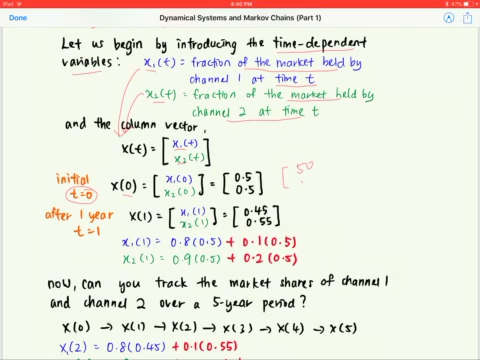 iPad
4:40 PM
47%
Done
Dynamical Systems and Markov Chains (Part 1)
Let us begin by introducing the time-dependent
variables: x₁(t) = fraction of the market held by
channel 1 at time t
x₂(t) = fraction of the market held by
channel 2 at time t
and the column vector,
X(t) = [x₁(t) x₂(t)]
initial t=0 X(0) = [x₁(0) x₂(0)] = [0.5 0.5] [50
after 1 year t=1 X(1) = [x₁(1) x₂(1)] = [0.45 0.55]
x₁(1) = 0.8(0.5) + 0.1(0.5)
x₂(1) = 0.9(0.5) + 0.2(0.5)
now, can you track the market shares of channel 1
and channel 2 over a 5-year period?
X(0) → X(1) → X(2) → X(3) → X(4) → X(5)
x₁(2) = 0.8(0.45) + 0.1(0.55)